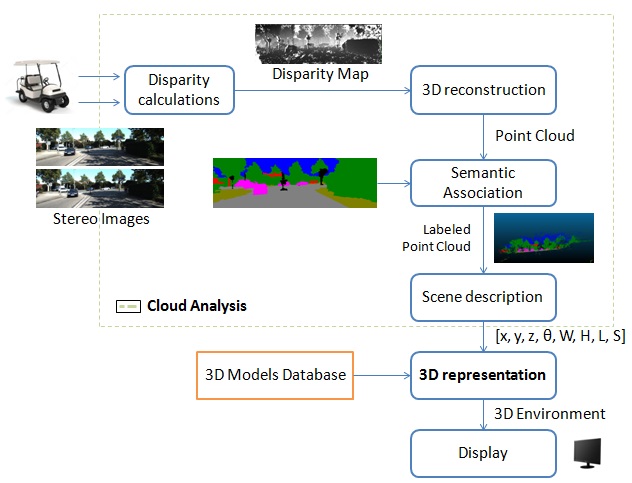 Disparity
calculations
Disparity Map
3D reconstruction
Point Cloud
Stereo Images
Semantic
Association
Labeled
Point Cloud
Cloud Analysis
Scene description
[x, y, z, θ, W, H, L, S]
3D Models Database
3D representation
3D Environment
Display